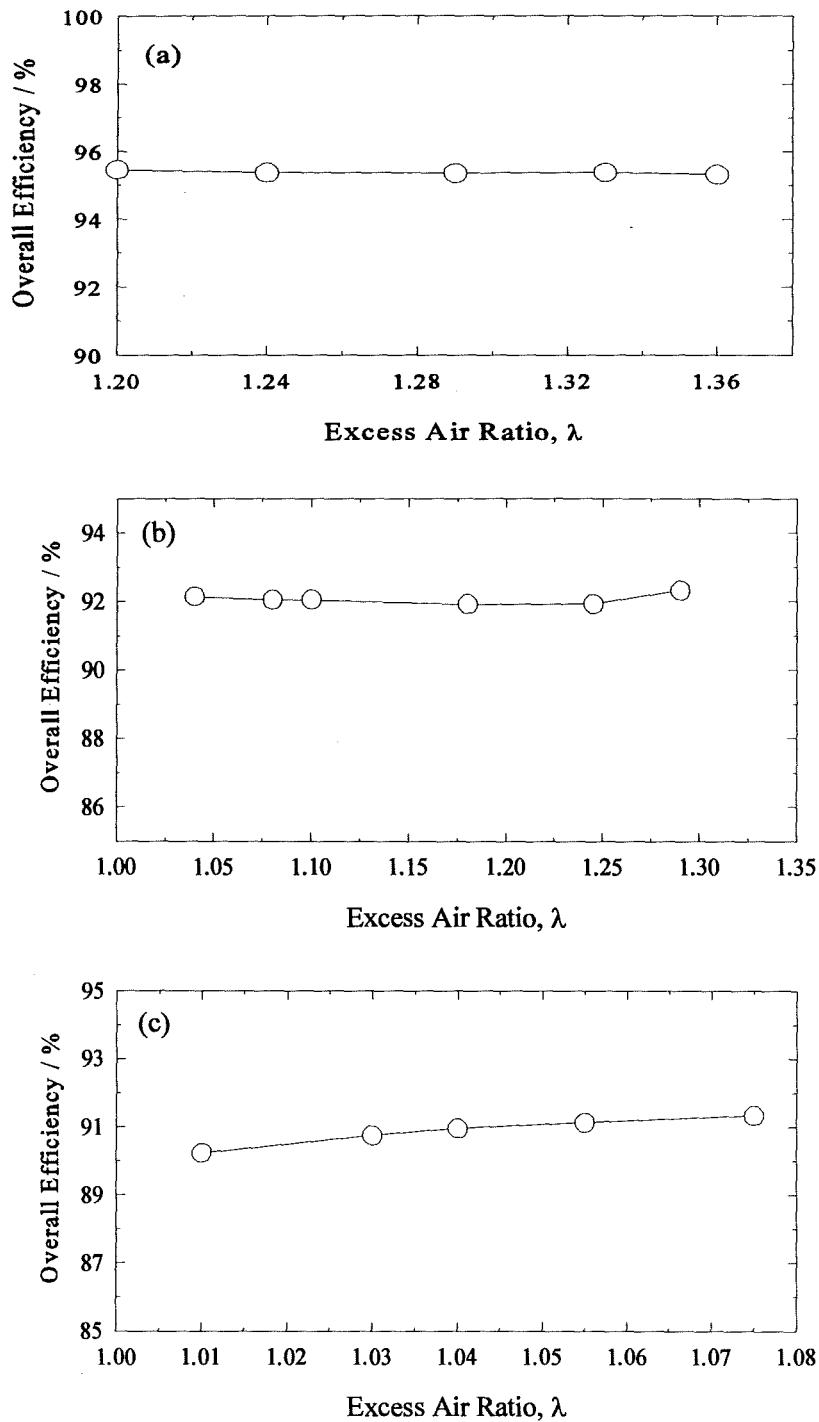 (a)
Overall Efficiency / %
100
98
96
94
92
90
1.20 1.24 1.28 1.32 1.36
Excess Air Ratio, λ
(b)
Overall Efficiency / %
94
92
90
88
86
1.00 1.05 1.10 1.15 1.20 1.25 1.30 1.35
Excess Air Ratio, λ
(c)
Overall Efficiency / %
95
93
91
89
87
85
1.00 1.01 1.02 1.03 1.04 1.05 1.06 1.07 1.08
Excess Air Ratio, λ